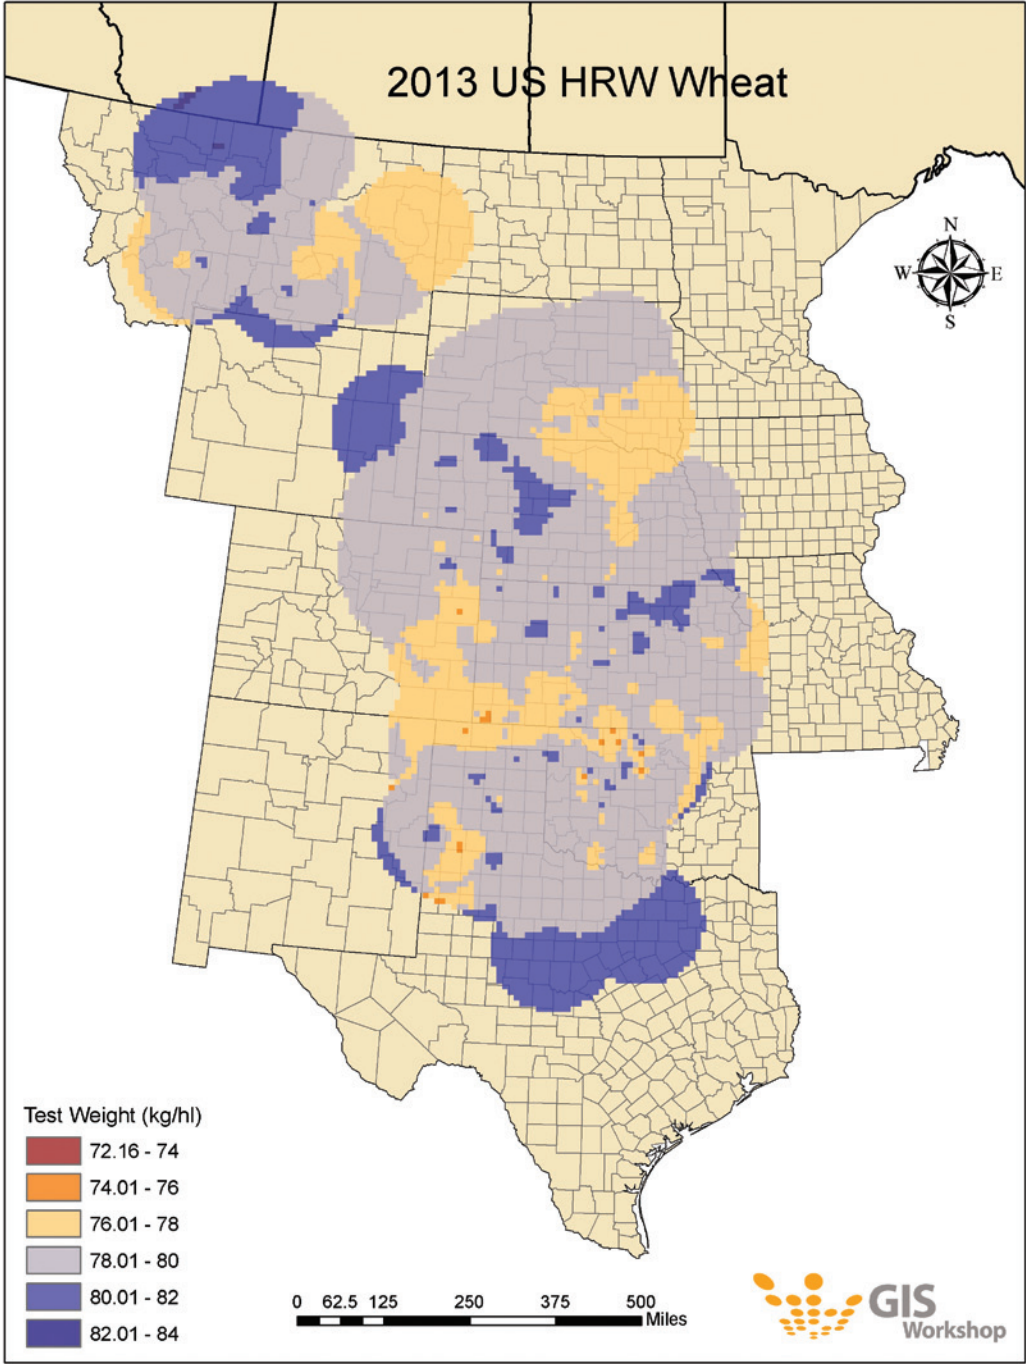 2013 US HRW Wheat
N
W E
S
Test Weight (kg/hl)
72.16 - 74
74.01 - 76
76.01 - 78
78.01 - 80
80.01 - 82
82.01 - 84
0 62.5 125 250 375 500
Miles
GIS
Workshop